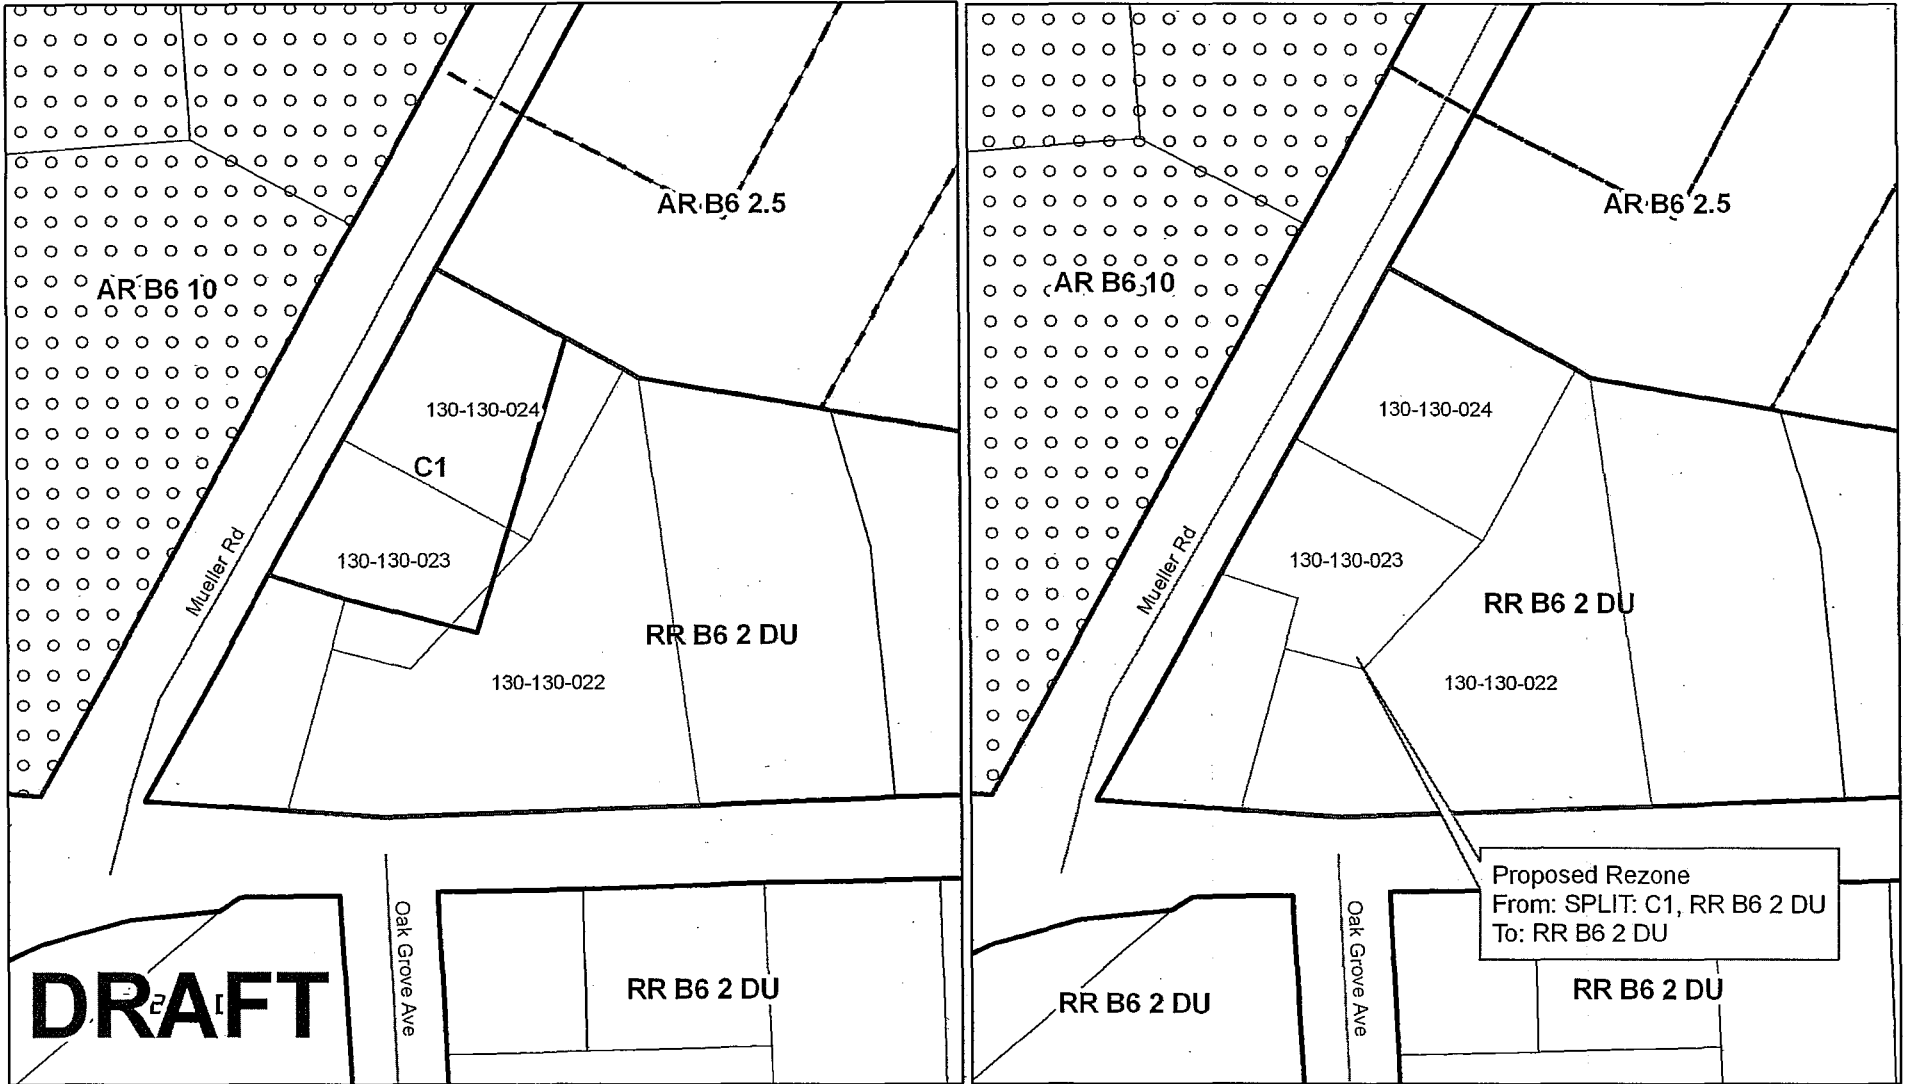 AR B6 2.5
AR B6 10
130-130-024
C1
130-130-023
Mueller Rd
RR B6 2 DU
130-130-022
Oak Grove Ave
DRAFT
RR B6 2 DU
AR B6 2.5
AR B6 10
130-130-024
130-130-023
Mueller Rd
RR B6 2 DU
130-130-022
Proposed Rezone
From: SPLIT: C1, RR B6 2 DU
To: RR B6 2 DU
Oak Grove Ave
RR B6 2 DU
RR B6 2 DU